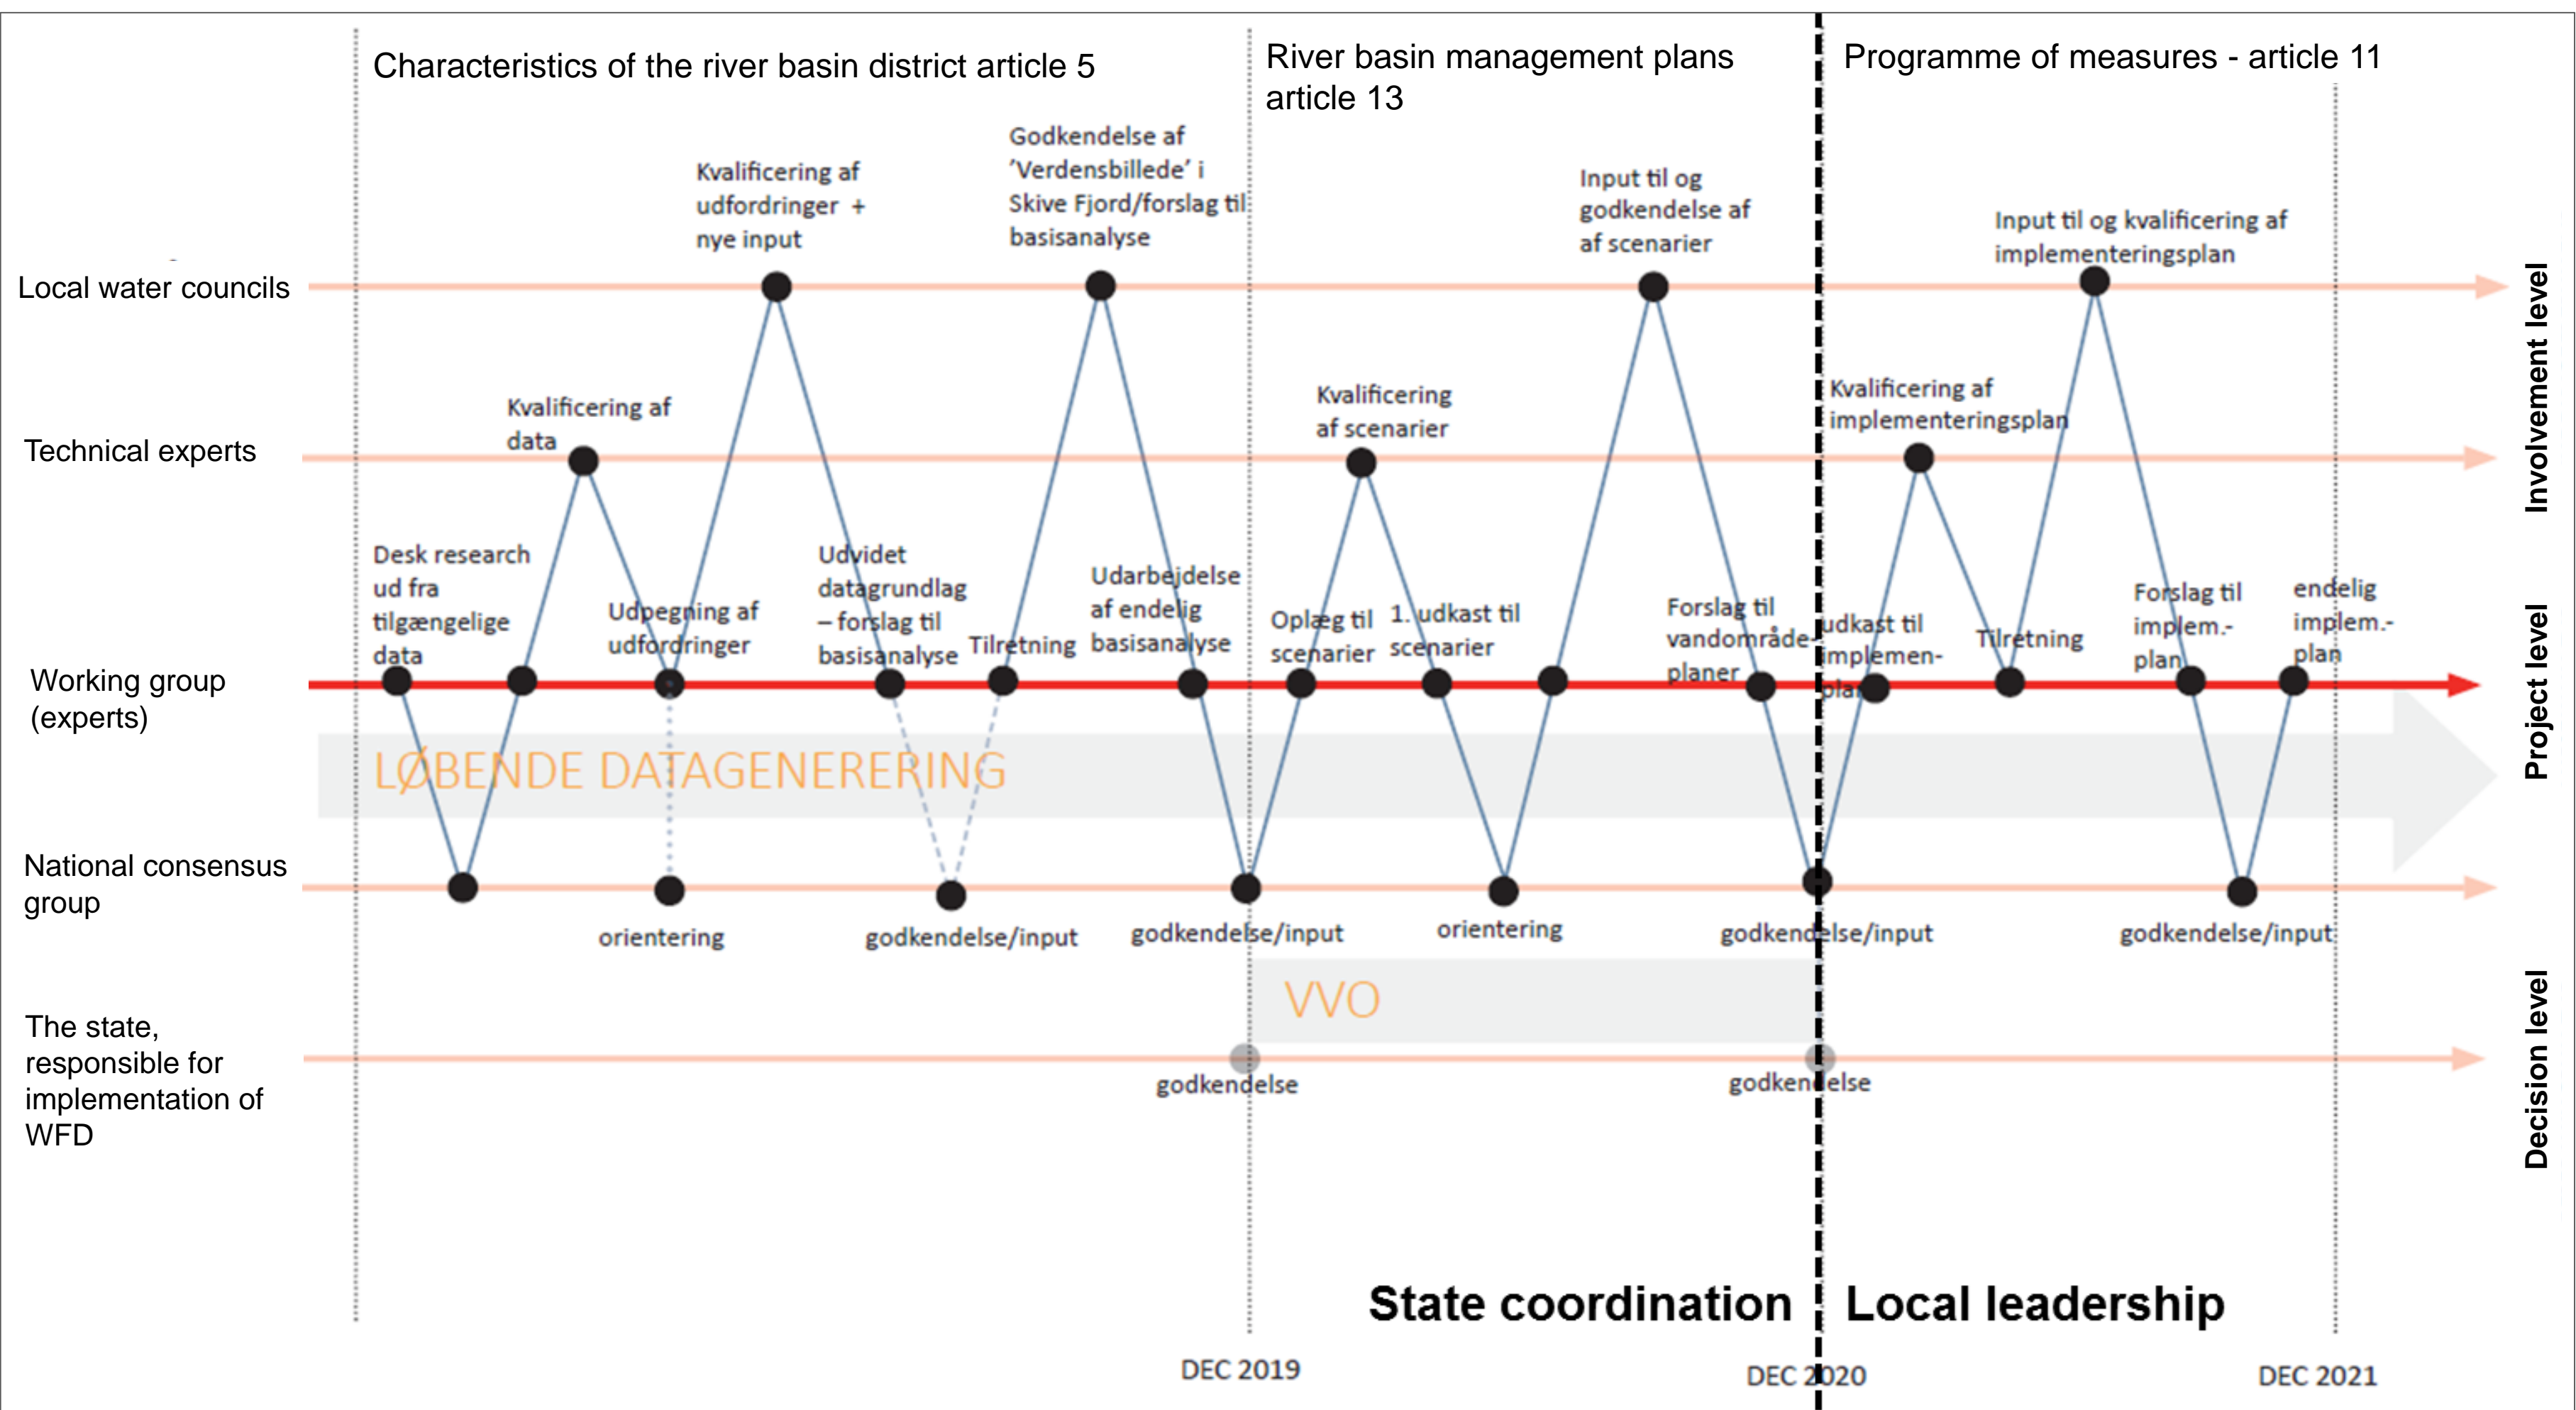 Characteristics of the river basin district article 5
River basin management plans
article 13
Programme of measures - article 11
Godkendelse af
’Verdensbillede’ i
Skive Fjord/forslag til
basisanalyse
Kvalificering af
udfordringer +
nye input
Input til og
godkendelse af
af scenarier
Input til og kvalificering af
implementeringsplan
Local water councils
Kvalificering af
data
Kvalificering
af scenarier
Kvalificering af
implementeringsplan
Technical experts
Involvement level
Desk research
ud fra
tilgængelige
data
Udpegning af
udfordringer
Udvidet
datagrundlag
– forslag til
basisanalyse
Tilretning
Udarbejdelse
af endelig
basisanalyse
Oplæg til
scenarier
1. udkast til
scenarier
Forslag til
vandområde-
planer
udkast til
implemen-
plan
Tilretning
Forslag til
implem.-
plan
endelig
implem.-
plan
Working group
(experts)
Project level
LØBENDE DATAGENERERING
National consensus
group
orientering
godkendelse/input
godkendelse/input
orientering
godkendelse/input
godkendelse/input
VVO
The state,
responsible for
implementation of
WFD
godkendelse
godkendelse
Decision level
State coordination
Local leadership
DEC 2019
DEC 2020
DEC 2021